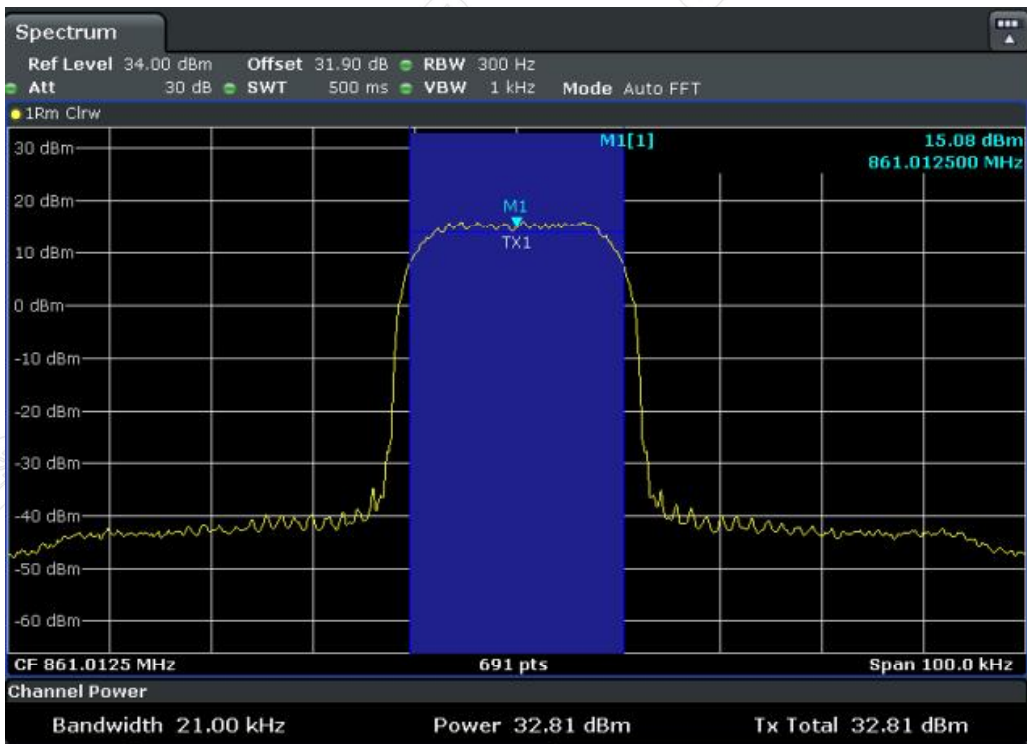 Spectrum
Ref Level 34.00 dBm Offset 31.90 dB RBW 300 Hz
Att 30 dB SWT 500 ms VBW 1 kHz Mode Auto FFT
1Rm Clrw
M1[1] 15.08 dBm
861.012500 MHz
30 dBm
20 dBm
M1
TX1
10 dBm
0 dBm
-10 dBm
-20 dBm
-30 dBm
-40 dBm
-50 dBm
-60 dBm
CF 861.0125 MHz 691 pts Span 100.0 kHz
Channel Power
Bandwidth 21.00 kHz Power 32.81 dBm Tx Total 32.81 dBm